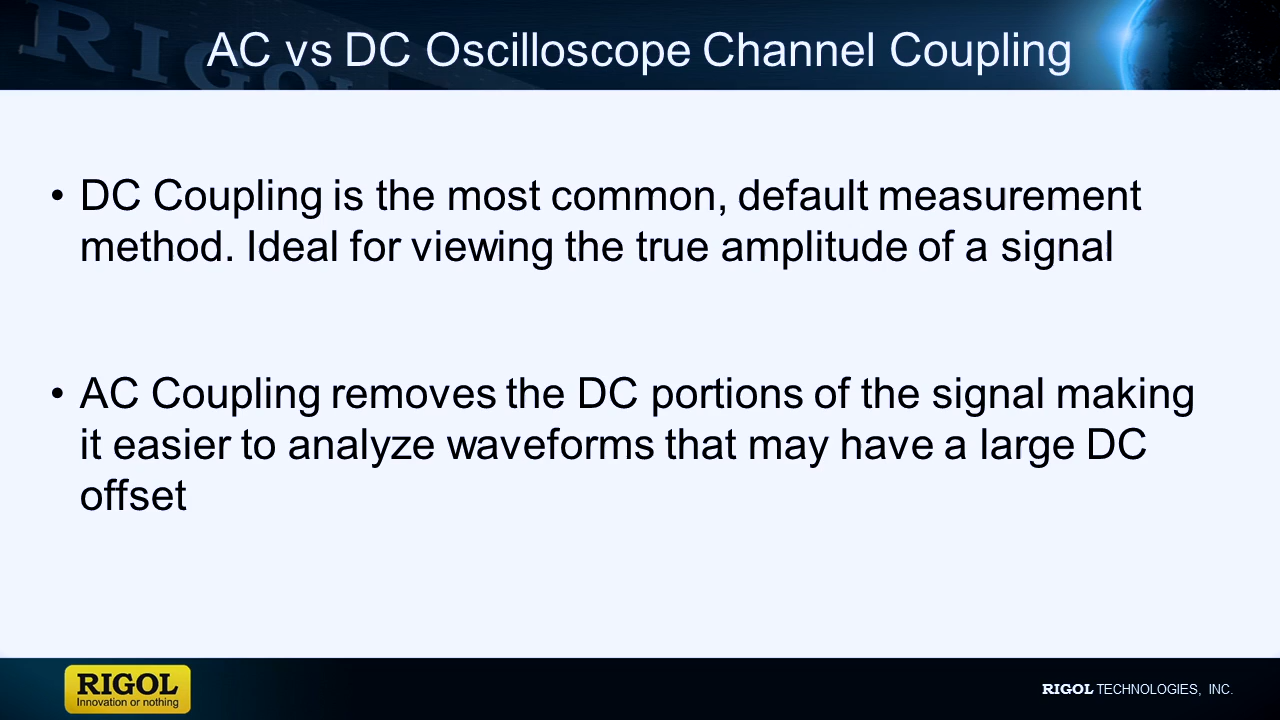 RIGOL
AC vs DC Oscilloscope Channel Coupling
• DC Coupling is the most common, default measurement
method. Ideal for viewing the true amplitude of a signal
• AC Coupling removes the DC portions of the signal making
it easier to analyze waveforms that may have a large DC
offset
RIGOL
Innovation or nothing
RIGOL TECHNOLOGIES, INC.